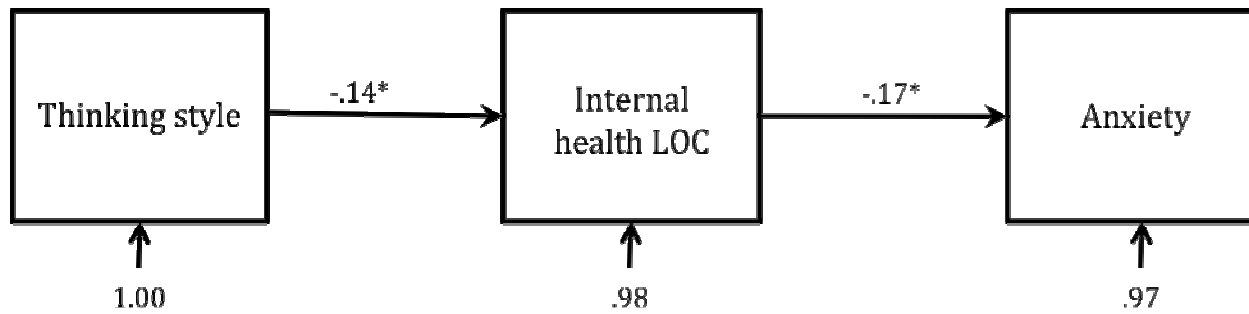 -.14*
-.17*
Thinking style
Internal
health LOC
Anxiety
1.00
.98
.97